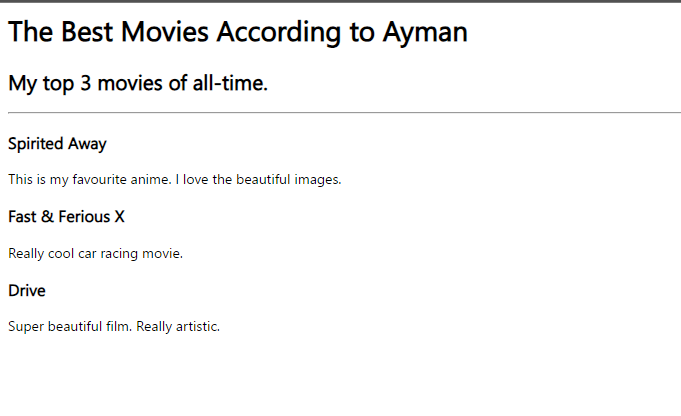 The Best Movies According to Ayman
My top 3 movies of all-time.
Spirited Away
This is my favourite anime. I love the beautiful images.
Fast & Ferious X
Really cool car racing movie.
Drive
Super beautiful film. Really artistic.